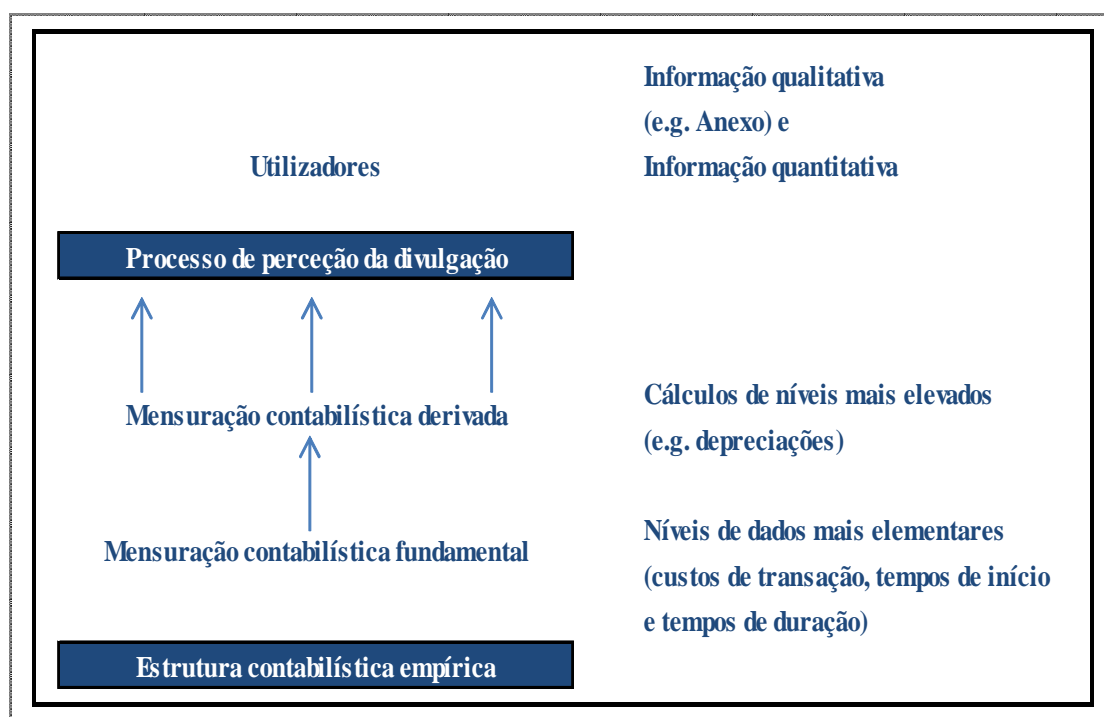 Informação qualitativa
(e.g. Anexo) e
Utilizadores
Informação quantitativa
Processo de perceção da divulgação
Mensuração contabilística derivada
Cálculos de níveis mais elevados
(e.g. depreciações)
Mensuração contabilística fundamental
Níveis de dados mais elementares
(custos de transação, tempos de início
e tempos de duração)
Estrutura contabilística empírica